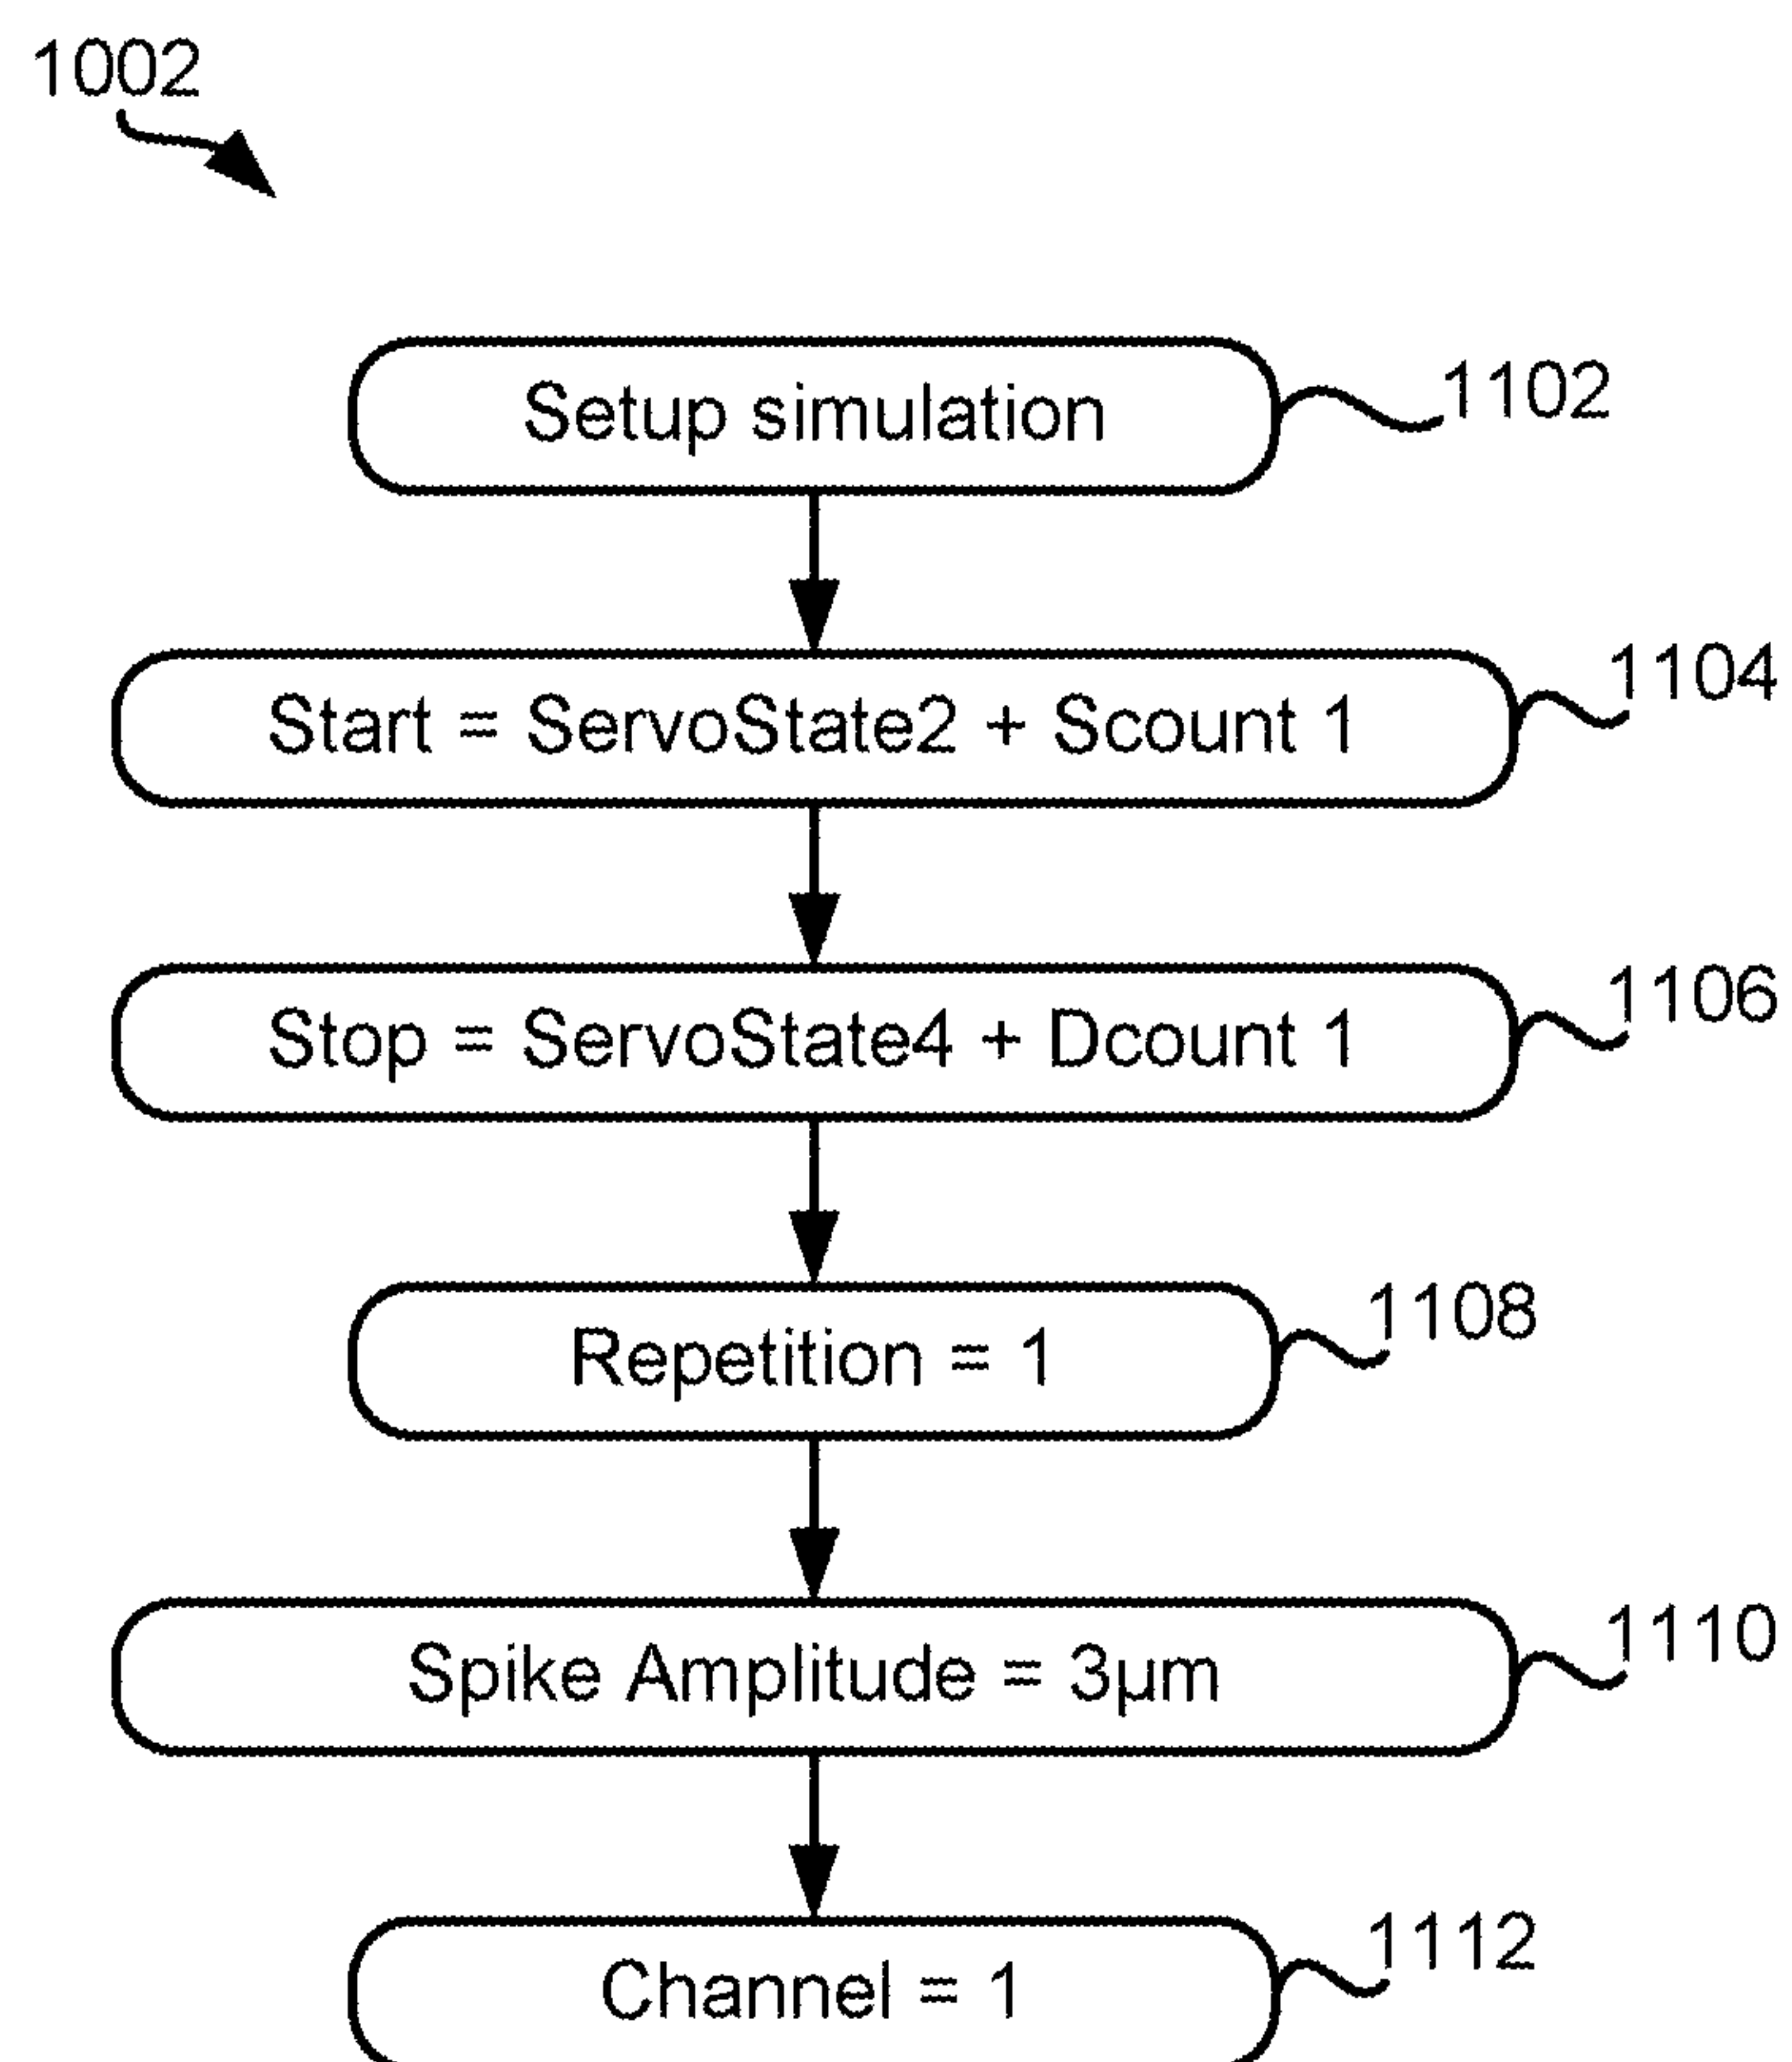 1002
Setup simulation
1102
Start = ServoState2 + Scount 1
1104
Stop = ServoState4 + Dcount 1
1106
Repetition = 1
1108
Spike Amplitude = 3µm
1110
Channel = 1
1112